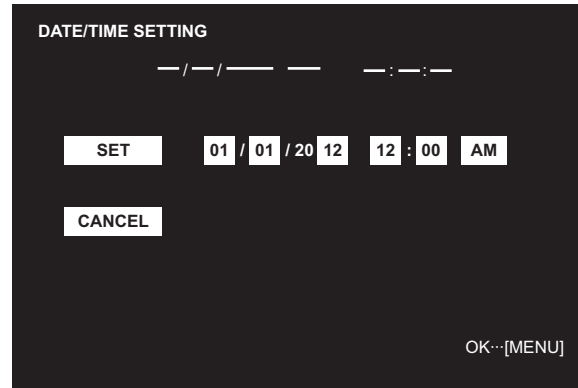 DATE/TIME SETTING
—/—/—— —— —:—:—
SET 01 / 01 / 20 12 12 : 00 AM
CANCEL
OK···[MENU]